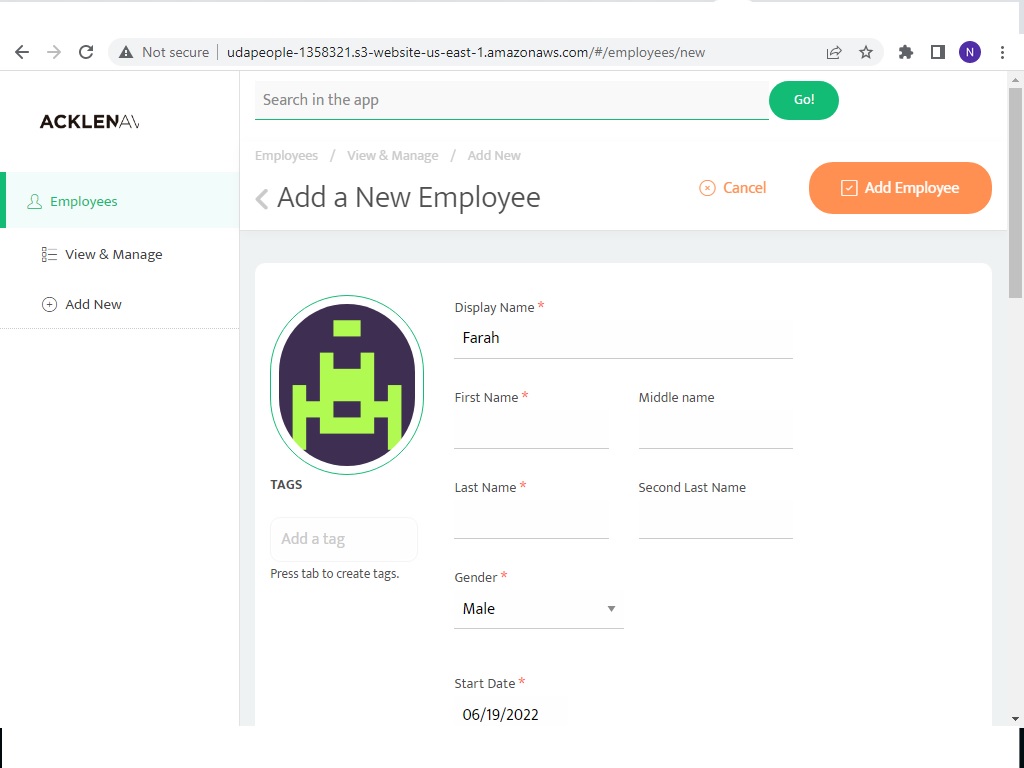 Not secure
udapeople-1358321.s3-website-us-east-1.amazonaws.com/#/employees/new
N
ACKLENAV
Search in the app
Go!
Employees / View & Manage / Add New
Add a New Employee
Cancel
Add Employee
Employees
View & Manage
Add New
TAGS
Add a tag
Press tab to create tags.
Display Name *
Farah
First Name *
Middle name
Last Name *
Second Last Name
Gender *
Male
Start Date *
06/19/2022